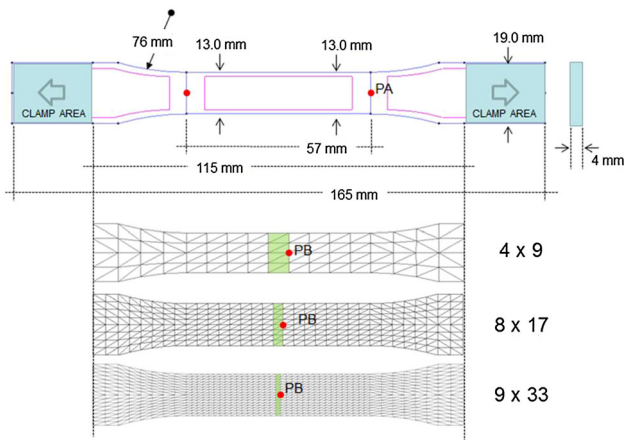 76 mm
13.0 mm
13.0 mm
19.0 mm
PA
CLAMP AREA
CLAMP AREA
57 mm
4 mm
115 mm
165 mm
PB
4 x 9
PB
8 x 17
PB
9 x 33